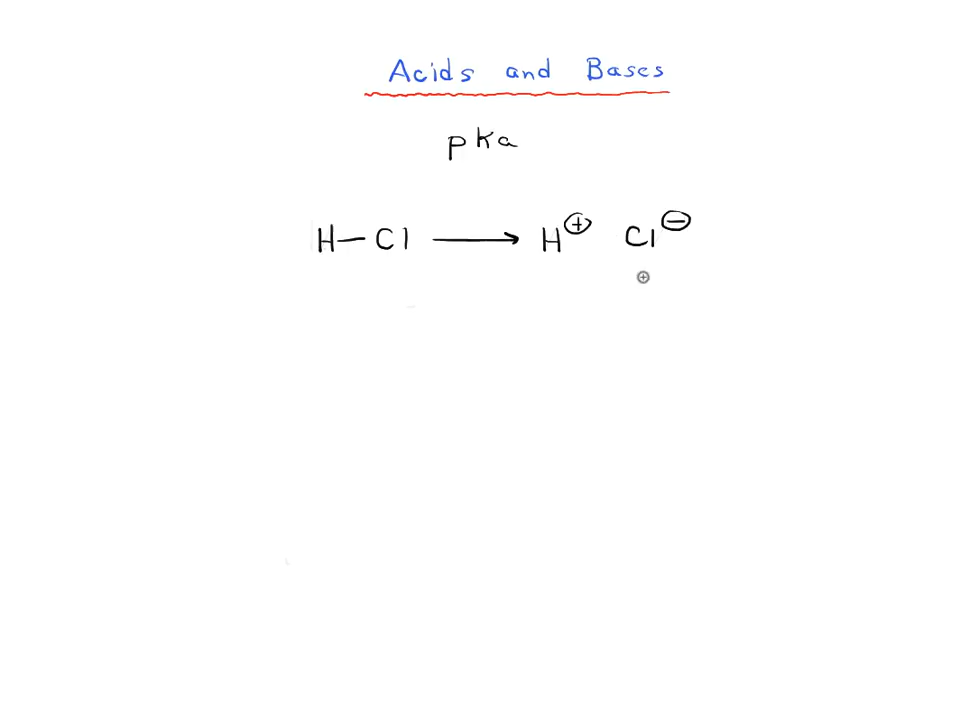 Acids and Bases
pKa
H—Cl ⟶ H⊕ Cl⊖